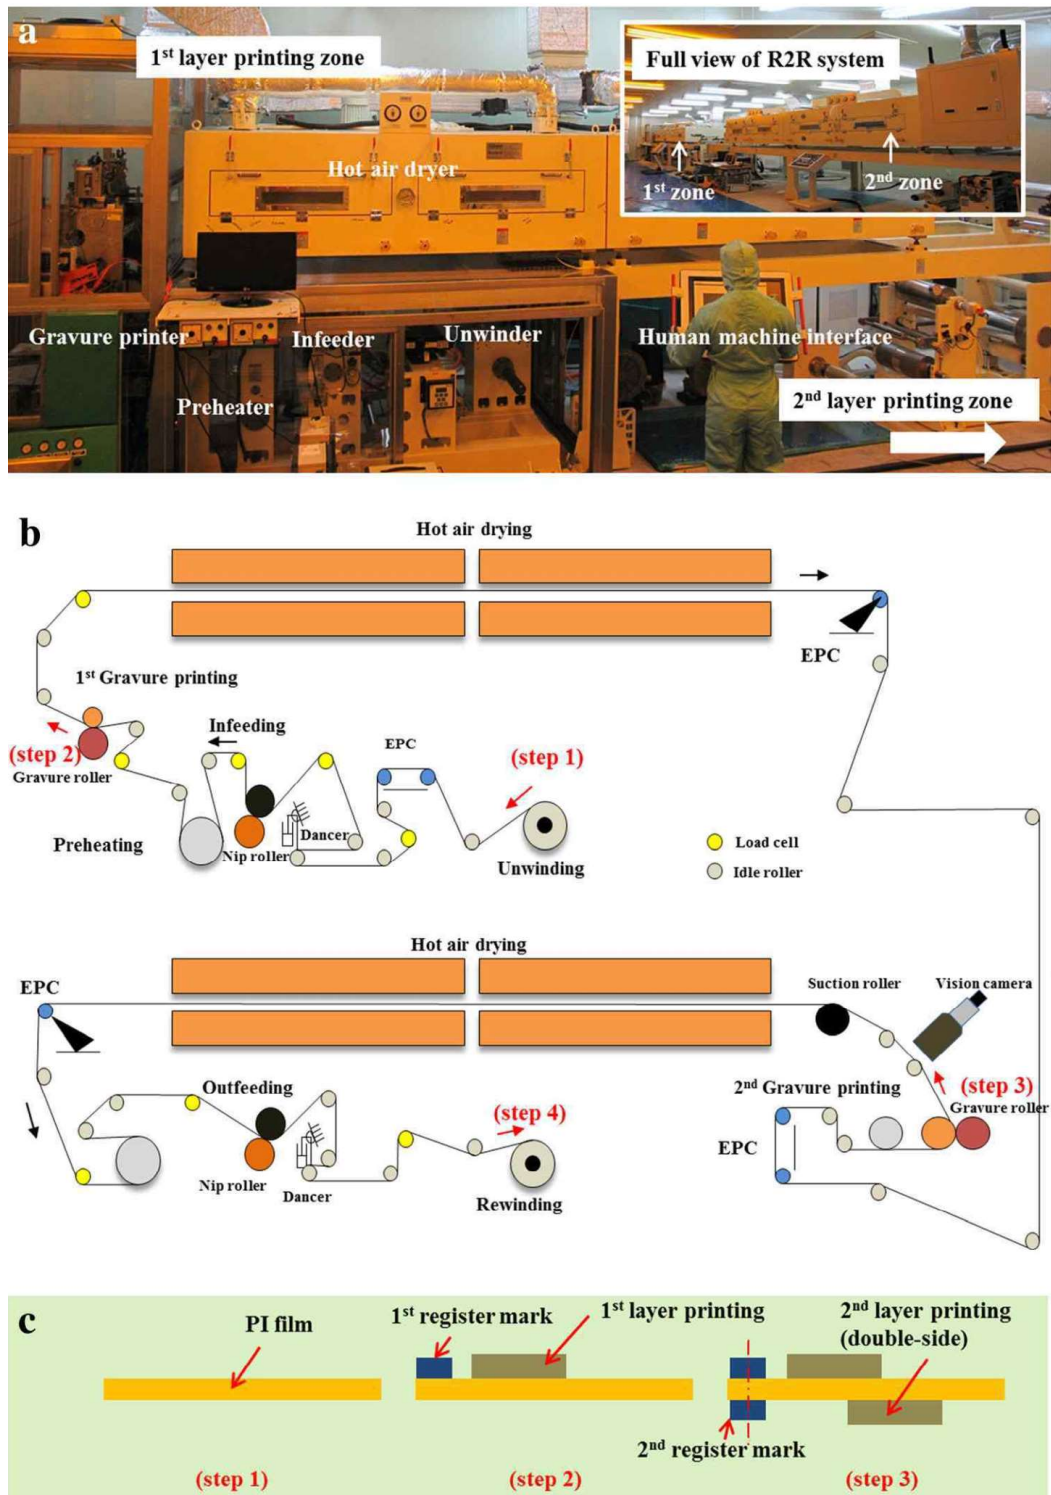 a
1st layer printing zone
Full view of R2R system
Hot air dryer
1st zone
2nd zone
Gravure printer
Infeeder
Unwinder
Human machine interface
Preheater
2nd layer printing zone
b
Hot air drying
EPC
1st Gravure printing
Infeeding
EPC
(step 1)
(step 2)
Gravure roller
Preheating
Nip roller
Dancer
Unwinding
Load cell
Idle roller
Hot air drying
EPC
Suction roller
Vision camera
Outfeeding
(step 4)
2nd Gravure printing
(step 3)
Gravure roller
EPC
Nip roller
Dancer
Rewinding
c
PI film
1st register mark
1st layer printing
2nd layer printing
(double-side)
2nd register mark
(step 1)
(step 2)
(step 3)